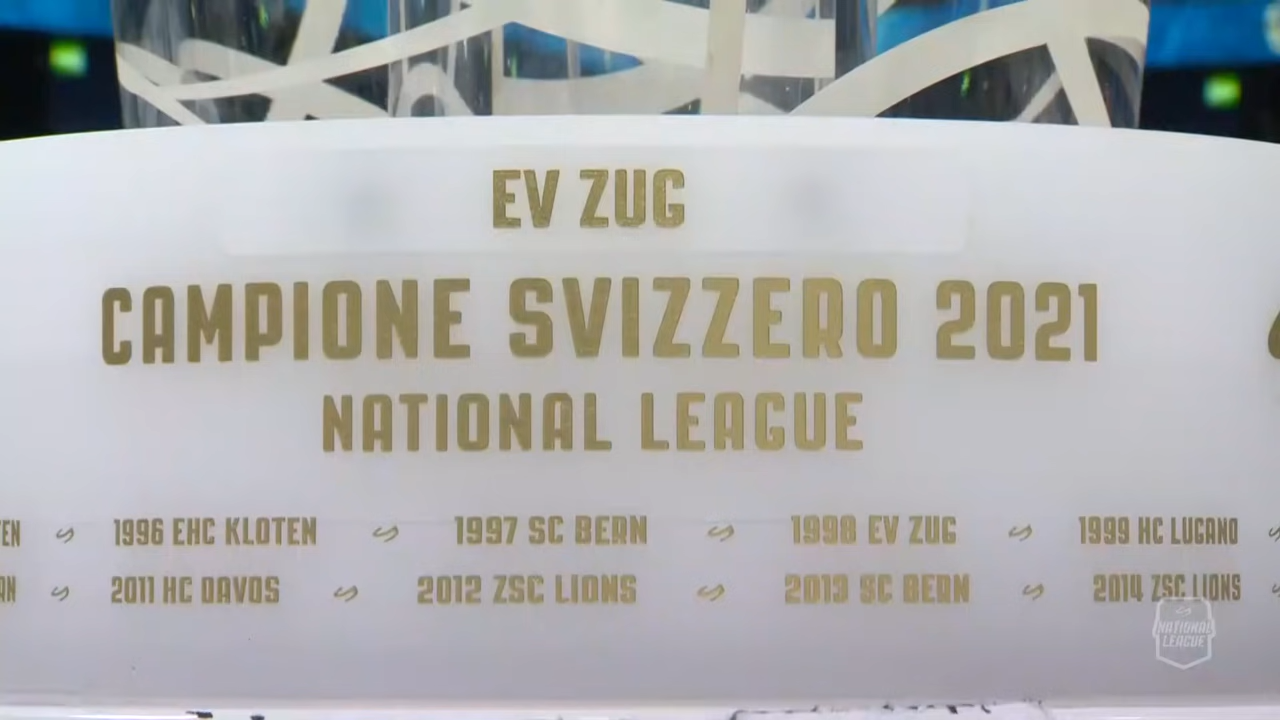 EV ZUG
CAMPIONE SVIZZERO 2021
NATIONAL LEAGUE
1996 EHC KLOTEN 1997 SC BERN 1998 EV ZUG 1999 HC LUGANO
2011 HC DAVOS 2012 ZSC LIONS 2013 SC BERN 2014 ZSC LIONS
NATIONAL
LEAGUE